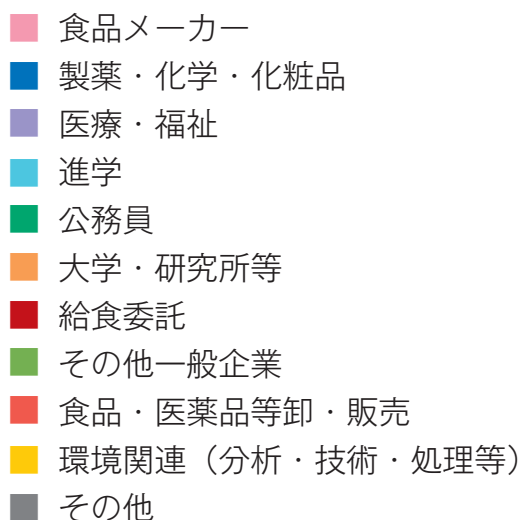 食品メーカー
製薬・化学・化粧品
医療・福祉
進学
公務員
大学・研究所等
給食委託
その他一般企業
食品・医薬品等卸・販売
環境関連（分析・技術・処理等）
その他